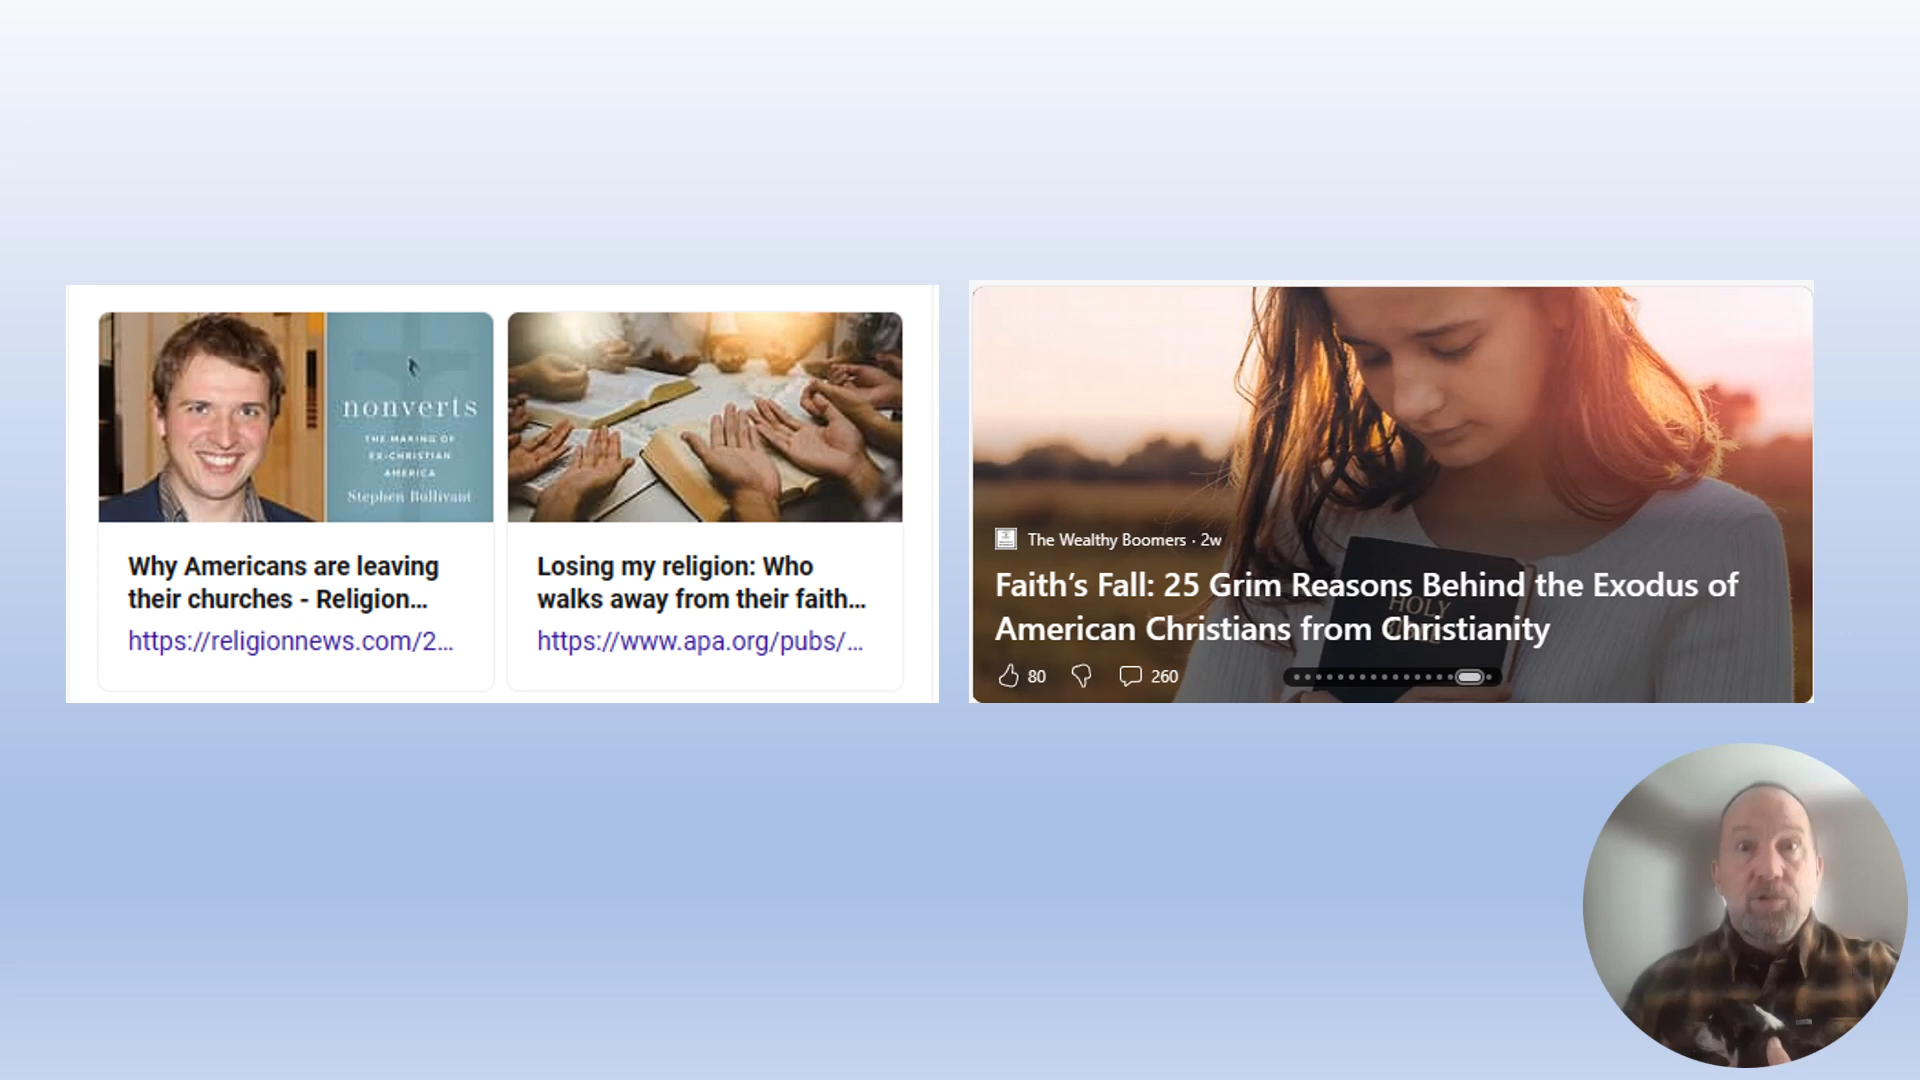 nonverts
THE MAKING OF
EX-CHRISTIAN
AMERICA
Stephen Bullivant
Why Americans are leaving
their churches - Religion...
https://religionnews.com/2...
Losing my religion: Who
walks away from their faith...
https://www.apa.org/pubs/...
The Wealthy Boomers · 2w
Faith’s Fall: 25 Grim Reasons Behind the Exodus of
American Christians from Christianity
HOLY
80
260